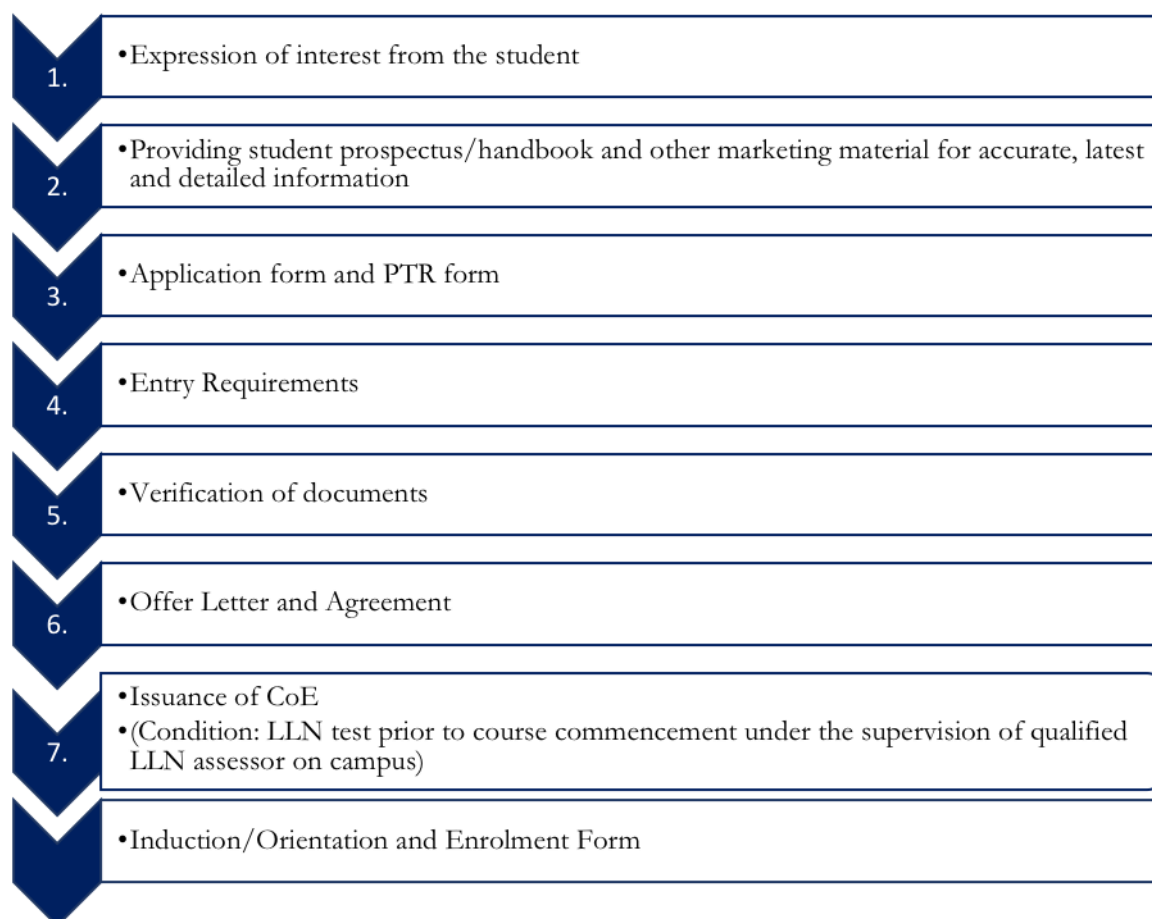 1.
•Expression of interest from the student
2.
•Providing student prospectus/handbook and other marketing material for accurate, latest
and detailed information
3.
•Application form and PTR form
4.
•Entry Requirements
5.
•Verification of documents
6.
•Offer Letter and Agreement
7.
•Issuance of CoE
•(Condition: LLN test prior to course commencement under the supervision of qualified
LLN assessor on campus)
•Induction/Orientation and Enrolment Form